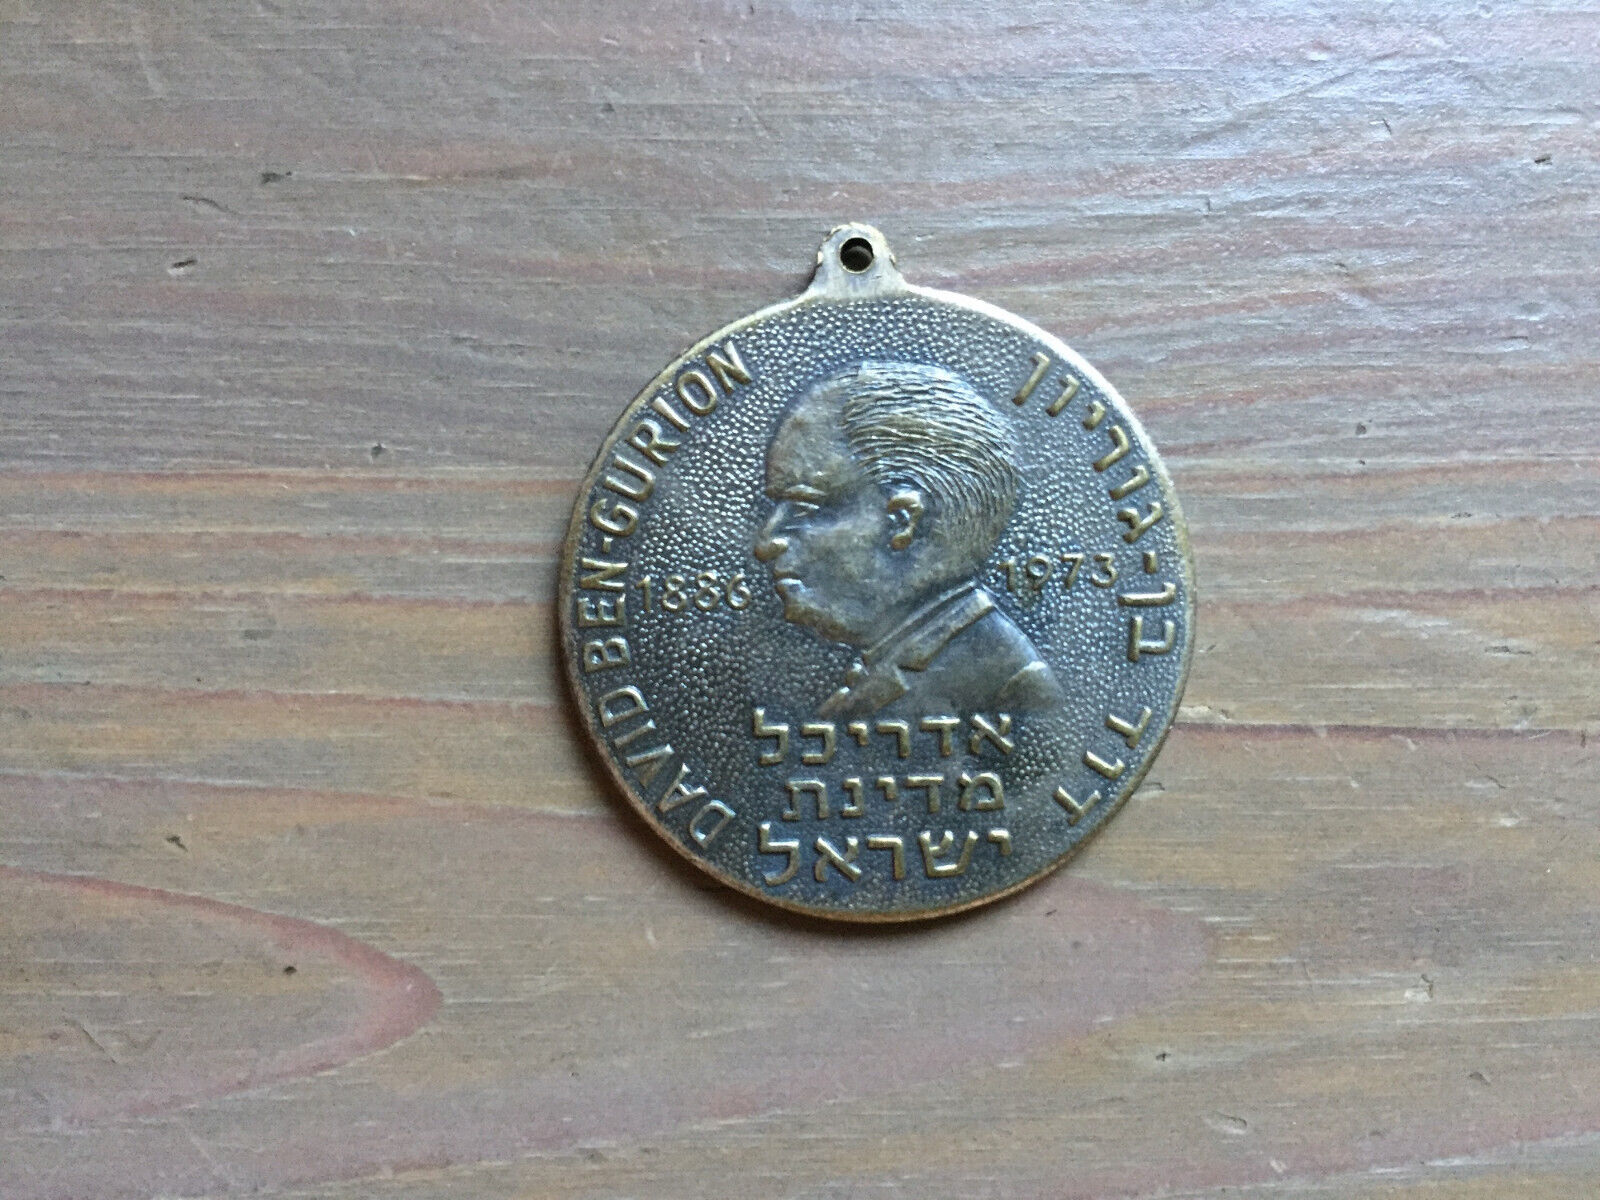 DAVID BEN-GURION
דוד בן-גוריון
1886 1973
אדריכל
מדינת
ישראל